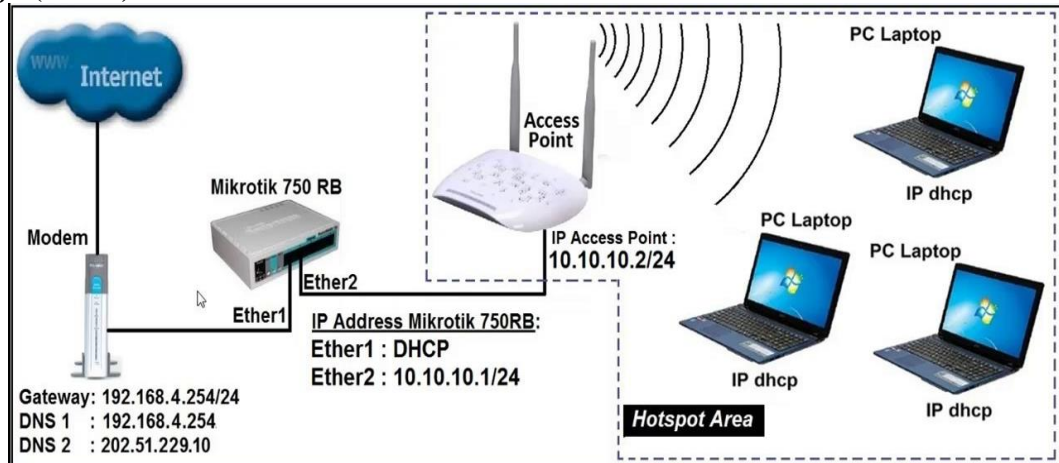 www.
Internet
Modem
Mikrotik 750 RB
Ether1
Ether2
Gateway: 192.168.4.254/24
DNS 1 : 192.168.4.254
DNS 2 : 202.51.229.10
IP Address Mikrotik 750RB:
Ether1 : DHCP
Ether2 : 10.10.10.1/24
Access
Point
IP Access Point :
10.10.10.2/24
PC Laptop
IP dhcp
PC Laptop
IP dhcp
PC Laptop
IP dhcp
Hotspot Area